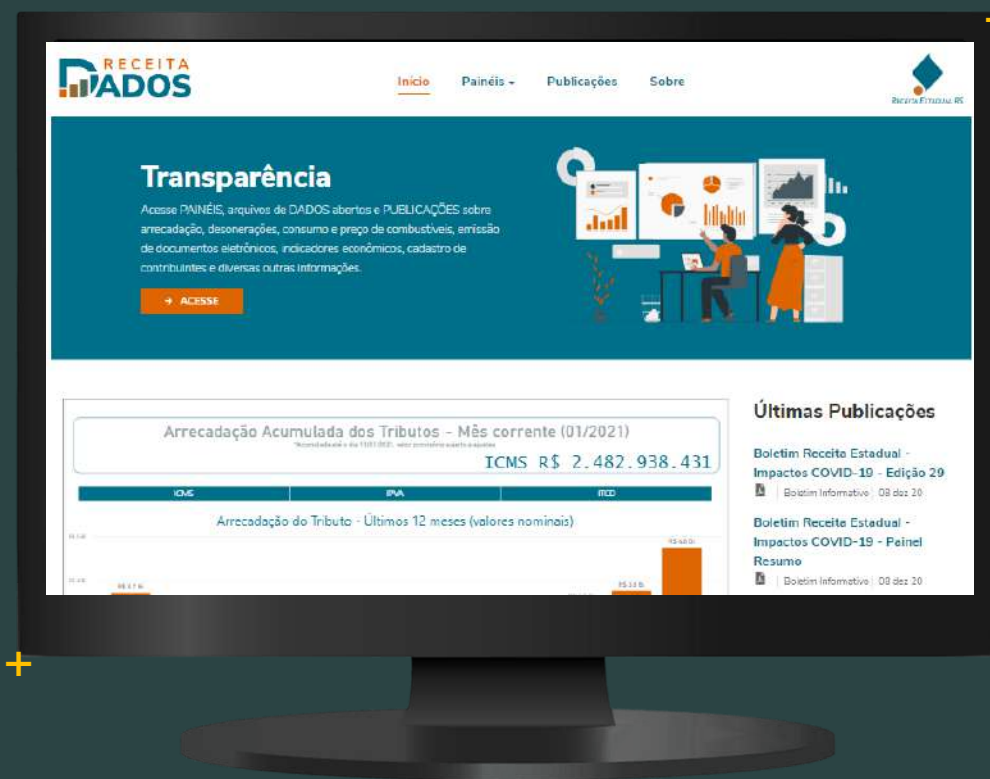 RECEITA
DADOS
Início
Painéis
Publicações
Sobre
RECEITA ESTADUAL RS
Transparência
Acesse PAINÉIS, arquivos de DADOS abertos e PUBLICAÇÕES sobre
arrecadação, desonerações, consumo e preço de combustíveis, emissão
de documentos eletrônicos, indicadores econômicos, cadastro de
contribuintes e diversas outras informações.
→ ACESSE
Arrecadação Acumulada dos Tributos - Mês corrente (01/2021)
ICMS R$ 2.482.938.431
ICMS
IPVA
ITCD
Arrecadação do Tributo - Últimos 12 meses (valores nominais)
Últimas Publicações
Boletim Receita Estadual -
Impactos COVID-19 - Edição 29
Boletim Informativo | 08 dez 20
Boletim Receita Estadual -
Impactos COVID-19 - Painel
Resumo
Boletim Informativo | 08 dez 20